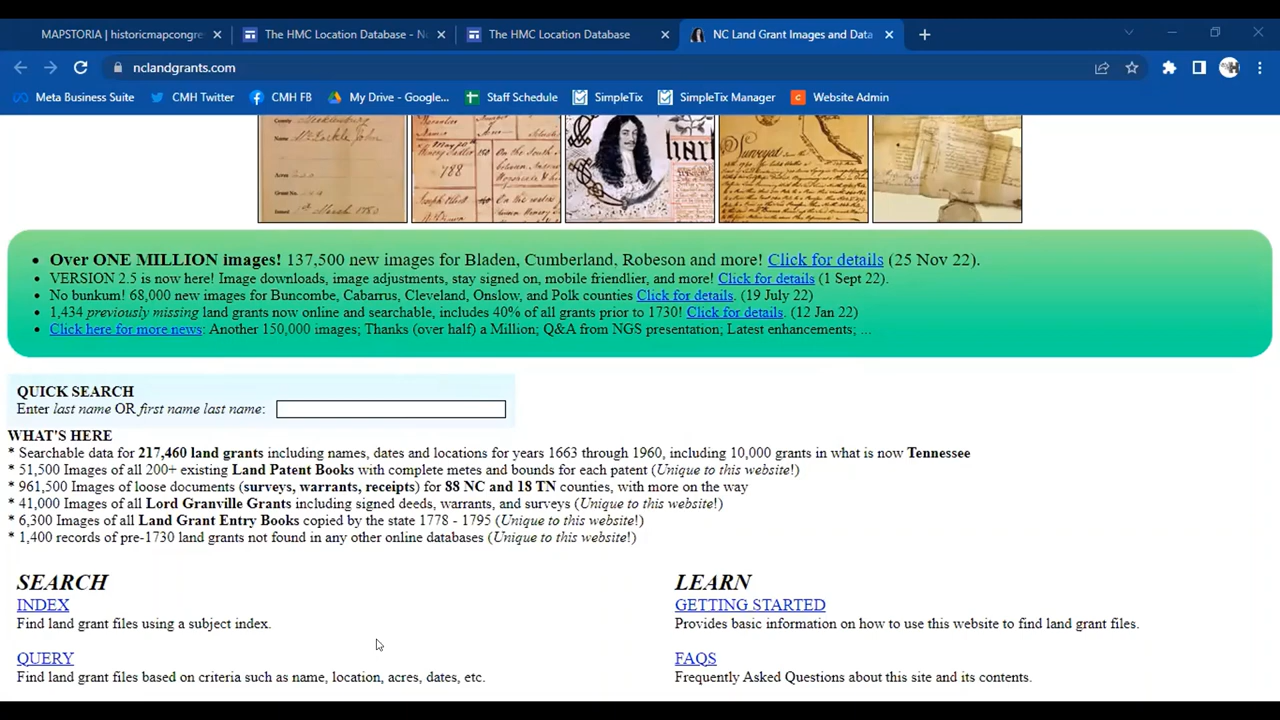 MAPSTORIA | historicmapcongre
The HMC Location Database - No
The HMC Location Database
NC Land Grant Images and Data
nclandgrants.com
Meta Business Suite
CMH Twitter
CMH FB
My Drive - Google...
Staff Schedule
SimpleTix
SimpleTix Manager
Website Admin
County
Name McCorkle John
Acres
Grant No.
Issued 1st March 1780
788
Surveyed
• Over ONE MILLION images! 137,500 new images for Bladen, Cumberland, Robeson and more! Click for details (25 Nov 22).
• VERSION 2.5 is now here! Image downloads, image adjustments, stay signed on, mobile friendlier, and more! Click for details (1 Sept 22).
• No bunkum! 68,000 new images for Buncombe, Cabarrus, Cleveland, Onslow, and Polk counties Click for details. (19 July 22)
• 1,434 previously missing land grants now online and searchable, includes 40% of all grants prior to 1730! Click for details. (12 Jan 22)
• Click here for more news: Another 150,000 images; Thanks (over half) a Million; Q&A from NGS presentation; Latest enhancements; ...
QUICK SEARCH
Enter last name OR first name last name:
WHAT'S HERE
* Searchable data for 217,460 land grants including names, dates and locations for years 1663 through 1960, including 10,000 grants in what is now Tennessee
* 51,500 Images of all 200+ existing Land Patent Books with complete metes and bounds for each patent (Unique to this website!)
* 961,500 Images of loose documents (surveys, warrants, receipts) for 88 NC and 18 TN counties, with more on the way
* 41,000 Images of all Lord Granville Grants including signed deeds, warrants, and surveys (Unique to this website!)
* 6,300 Images of all Land Grant Entry Books copied by the state 1778 - 1795 (Unique to this website!)
* 1,400 records of pre-1730 land grants not found in any other online databases (Unique to this website!)
SEARCH
INDEX
Find land grant files using a subject index.
QUERY
Find land grant files based on criteria such as name, location, acres, dates, etc.
LEARN
GETTING STARTED
Provides basic information on how to use this website to find land grant files.
FAQS
Frequently Asked Questions about this site and its contents.